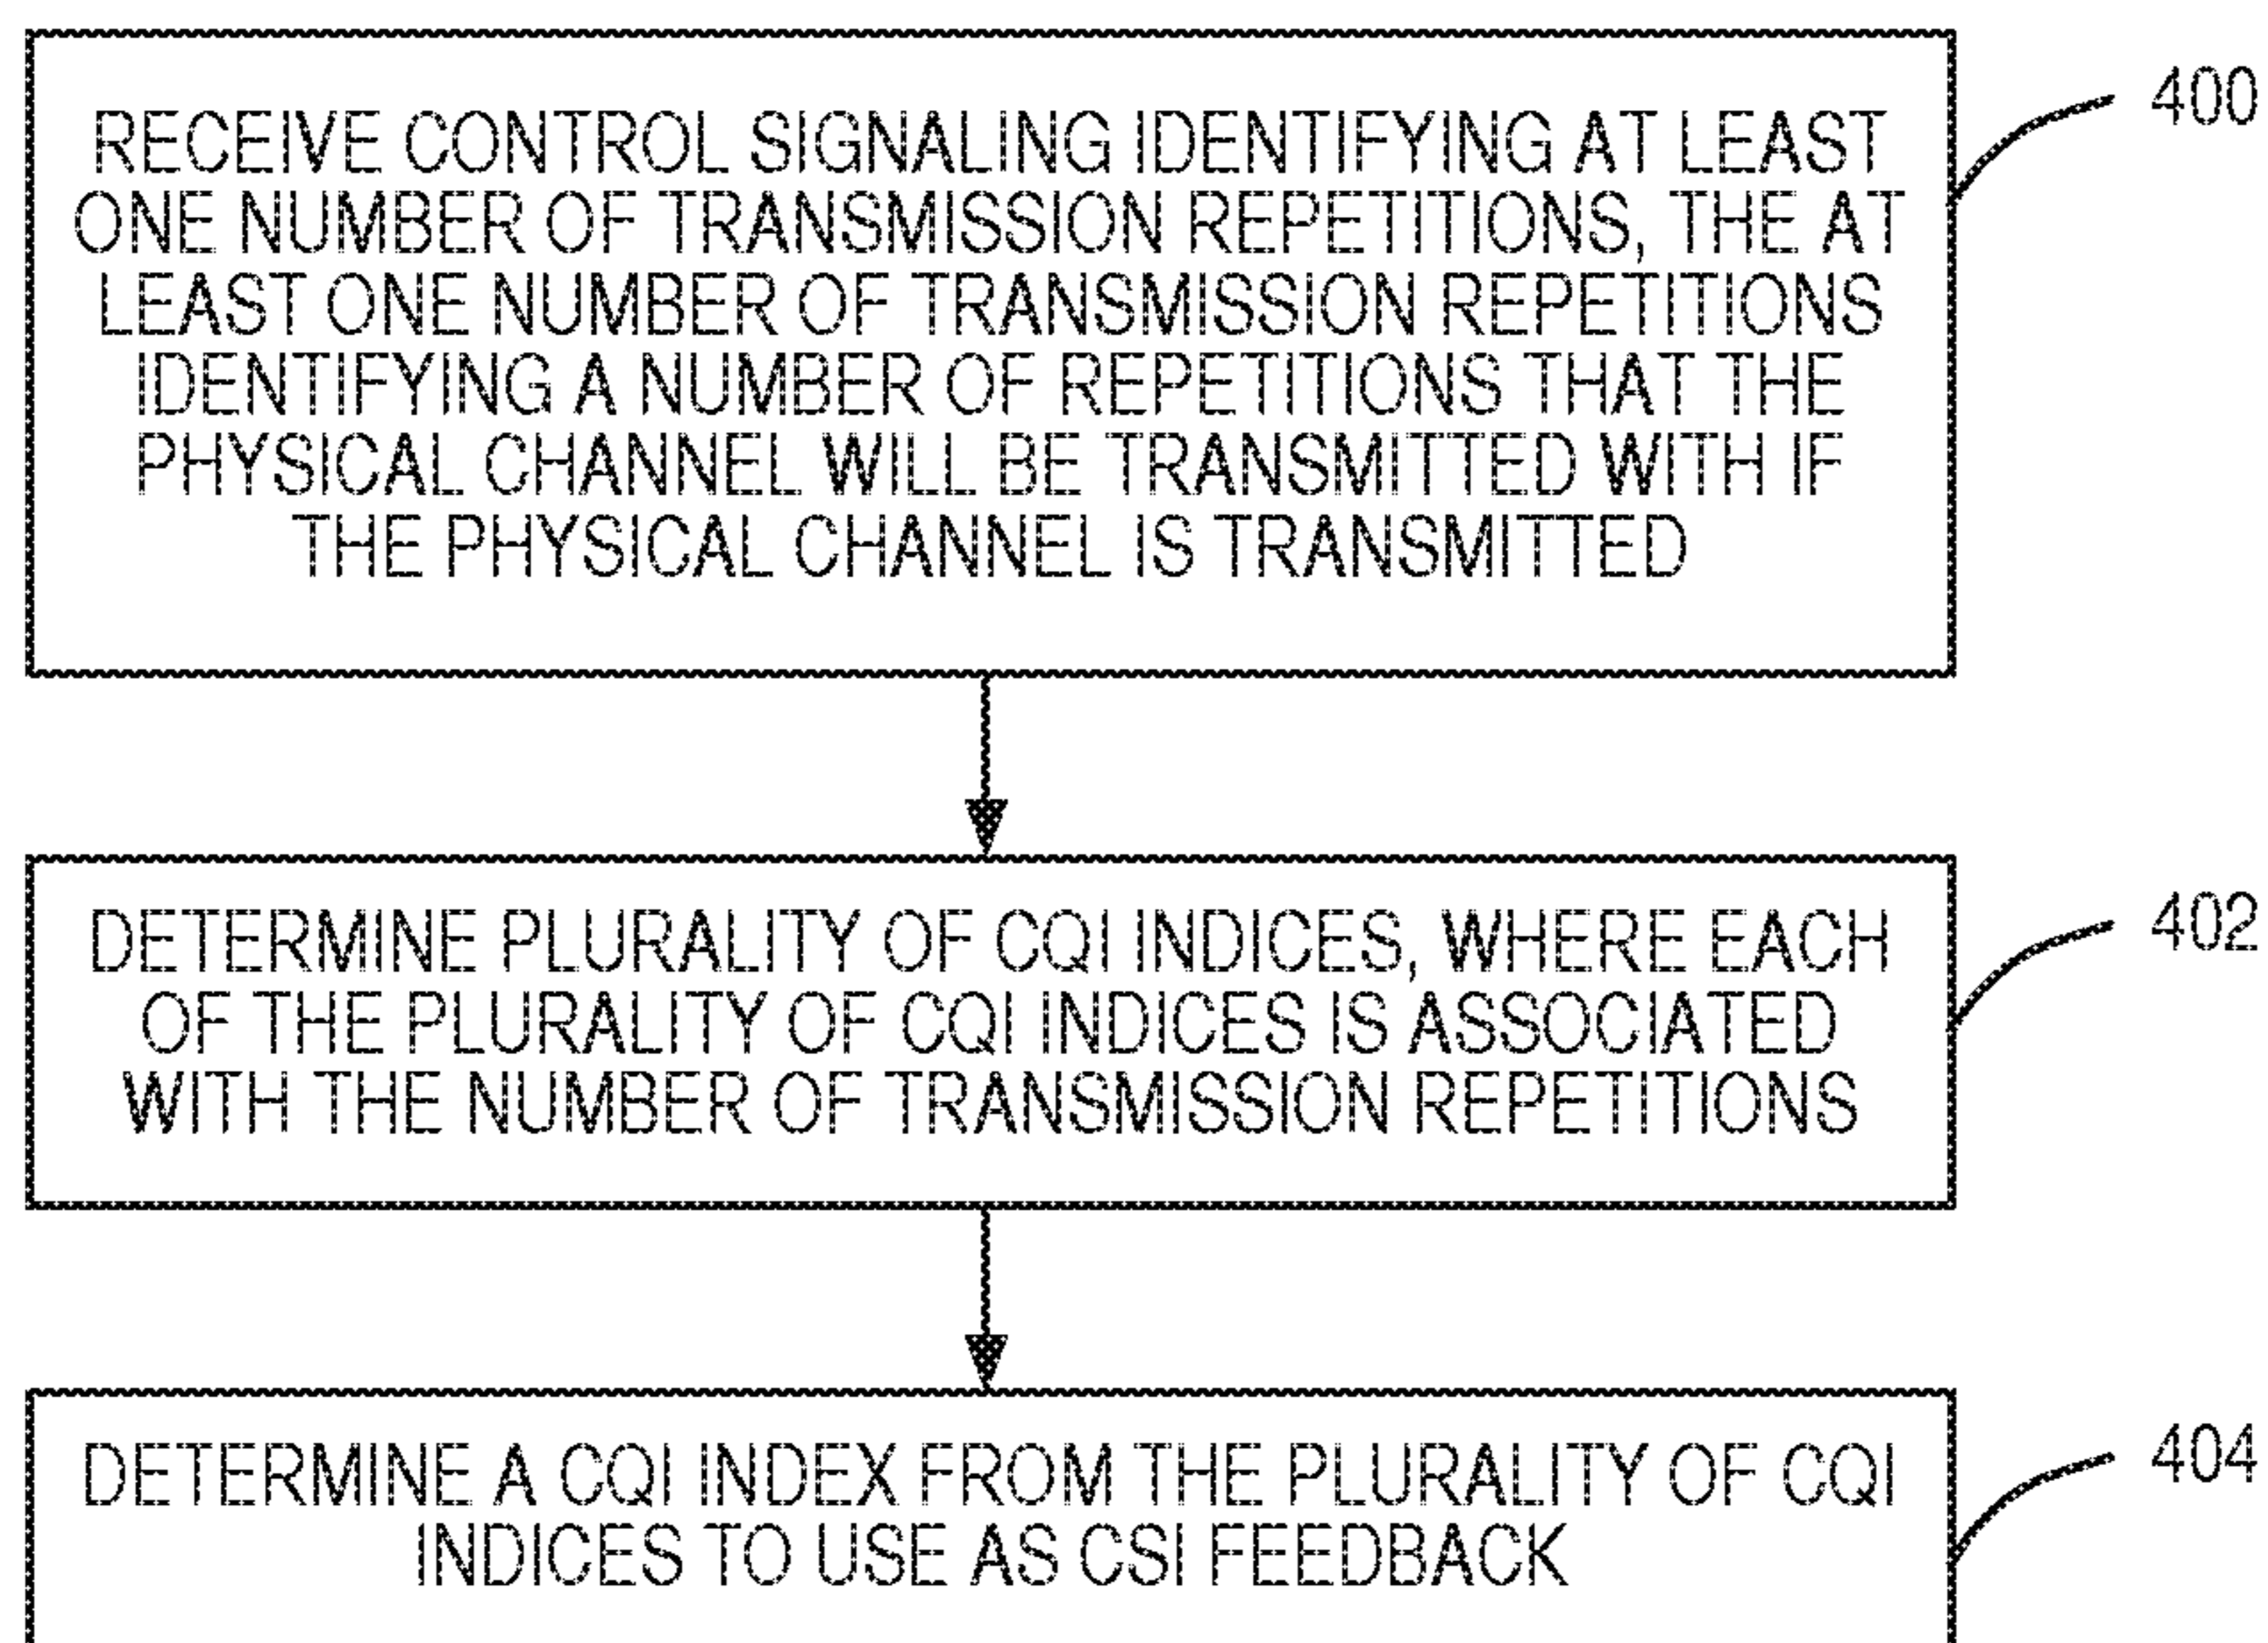 RECEIVE CONTROL SIGNALING IDENTIFYING AT LEAST
ONE NUMBER OF TRANSMISSION REPETITIONS, THE AT
LEAST ONE NUMBER OF TRANSMISSION REPETITIONS
IDENTIFYING A NUMBER OF REPETITIONS THAT THE
PHYSICAL CHANNEL WILL BE TRANSMITTED WITH IF
THE PHYSICAL CHANNEL IS TRANSMITTED
400
DETERMINE PLURALITY OF CQI INDICES, WHERE EACH
OF THE PLURALITY OF CQI INDICES IS ASSOCIATED
WITH THE NUMBER OF TRANSMISSION REPETITIONS
402
DETERMINE A CQI INDEX FROM THE PLURALITY OF CQI
INDICES TO USE AS CSI FEEDBACK
404